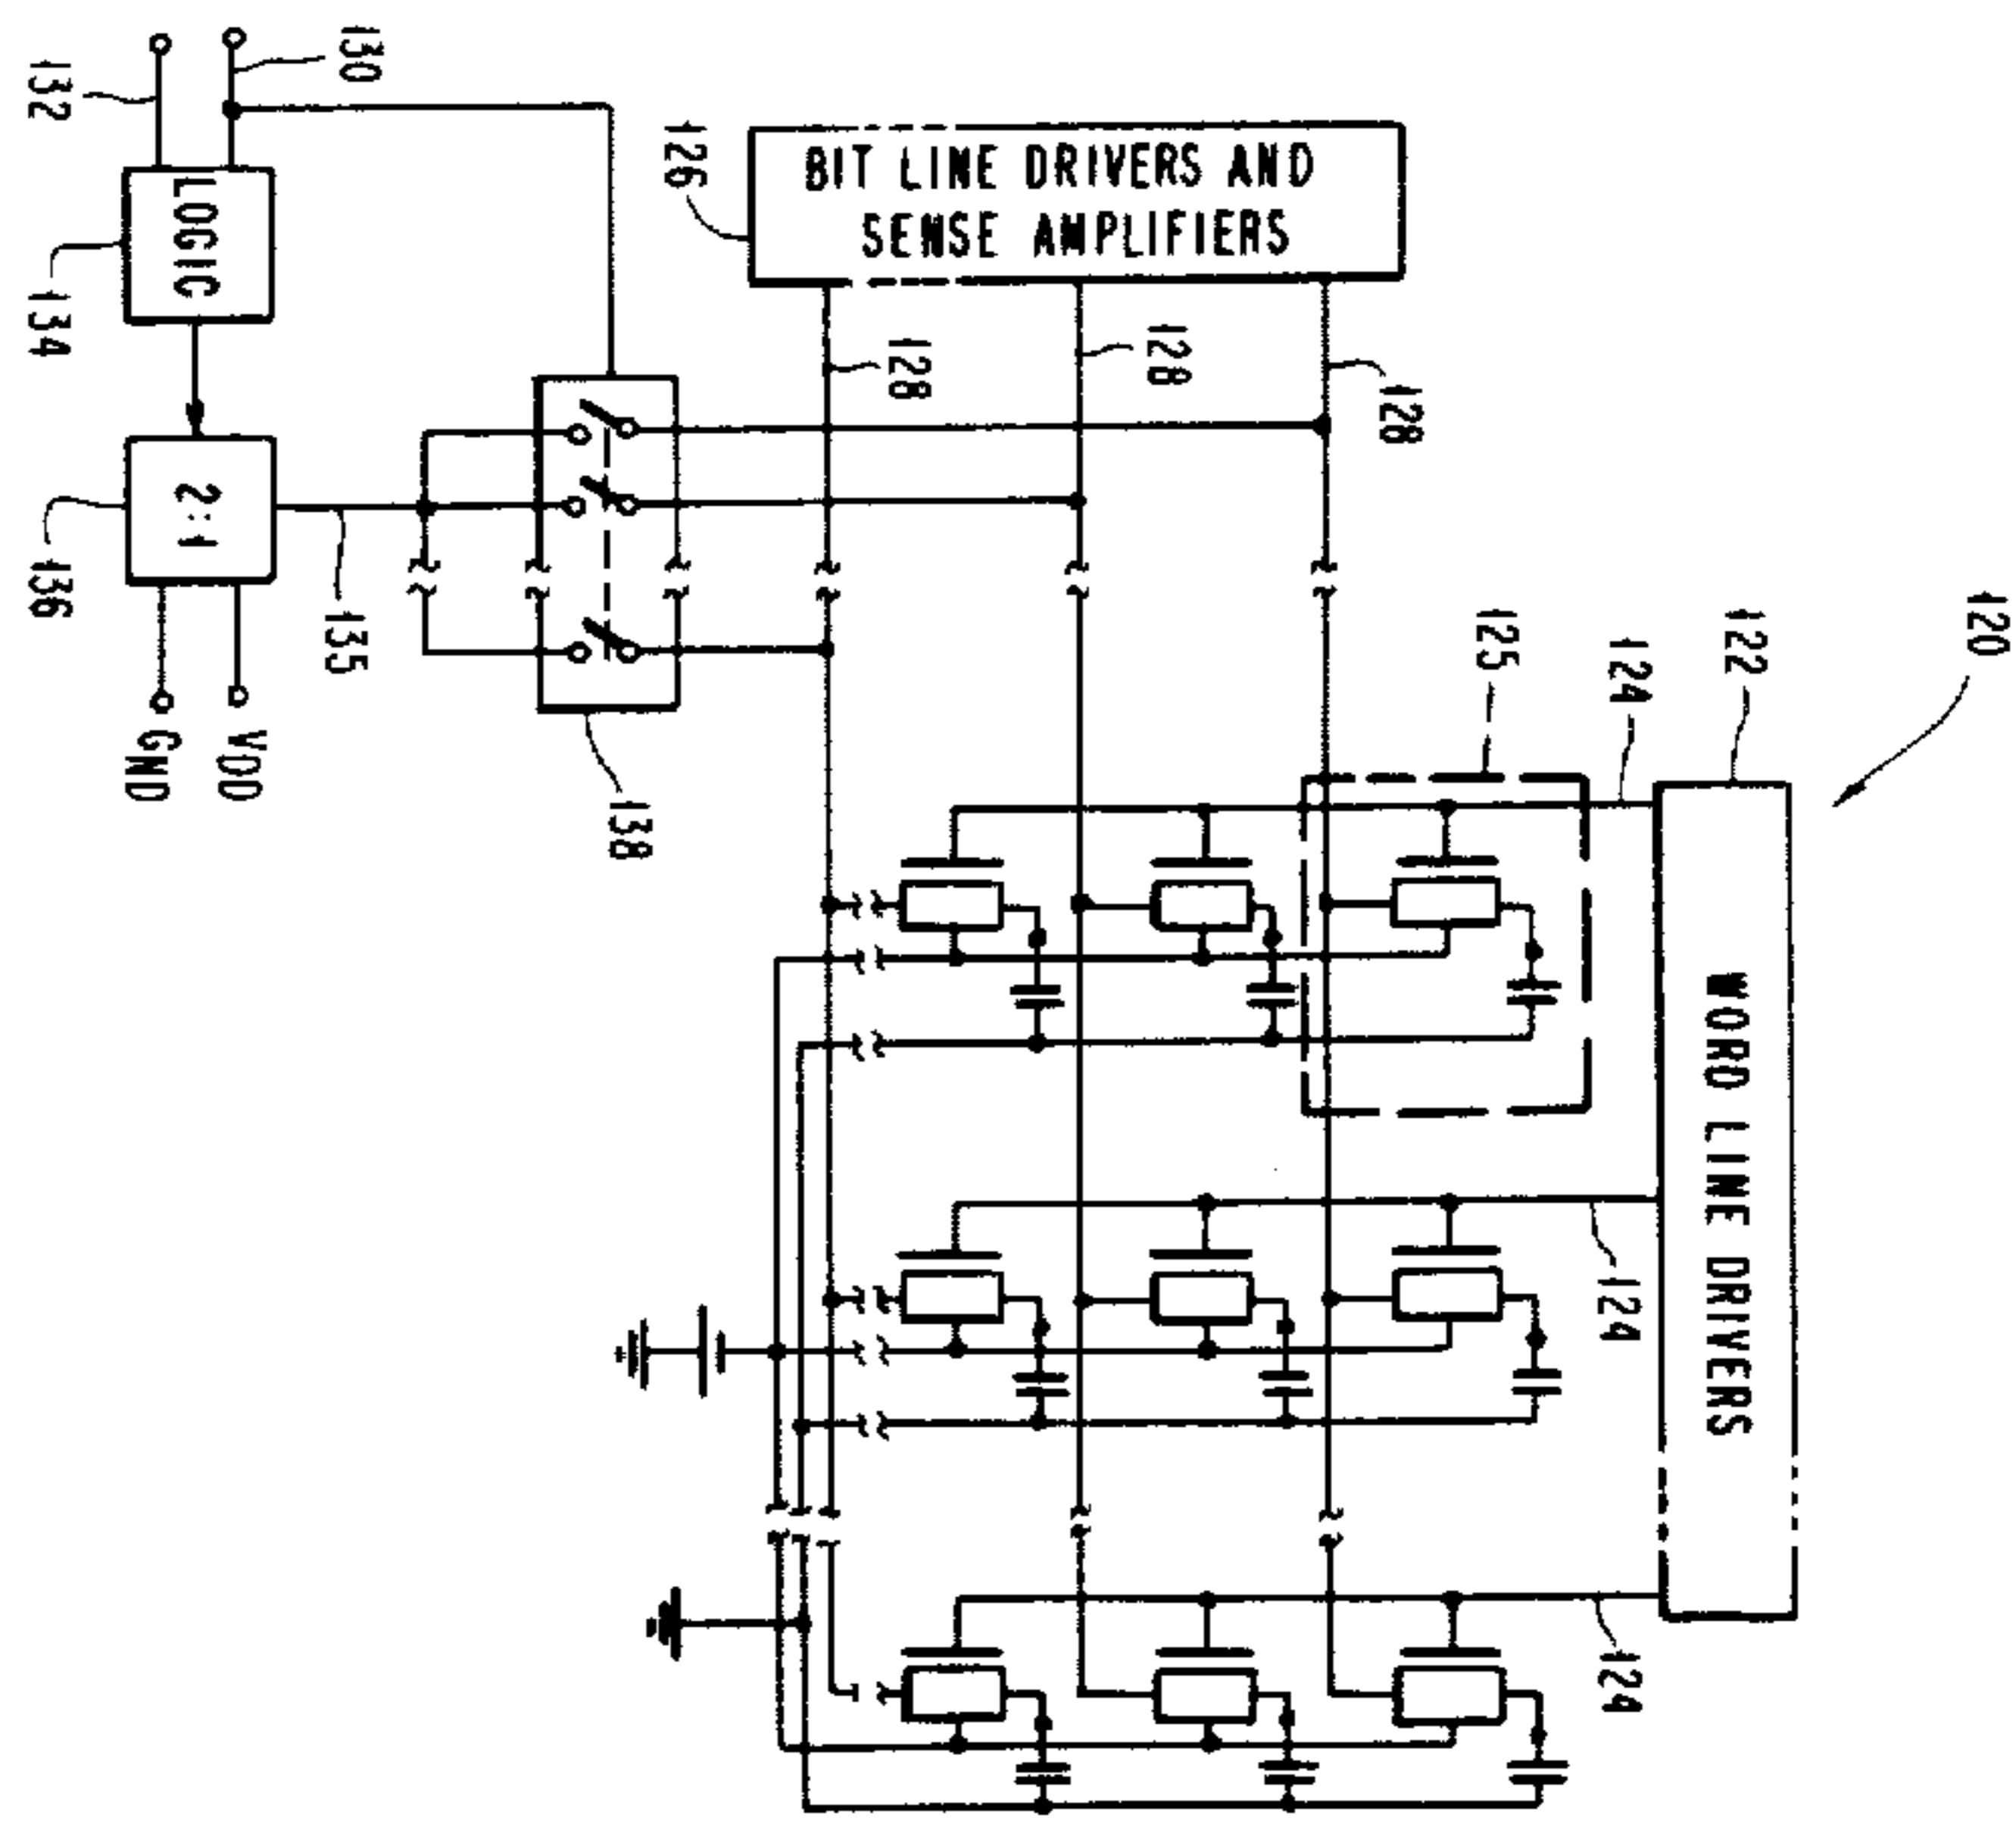 130
132
126
BIT LINE DRIVERS AND
SENSE AMPLIFIERS
LOGIC
134
128
128
128
2:1
136
135
GND
VDD
138
125
124
122
120
WORD LINE DRIVERS
124
124